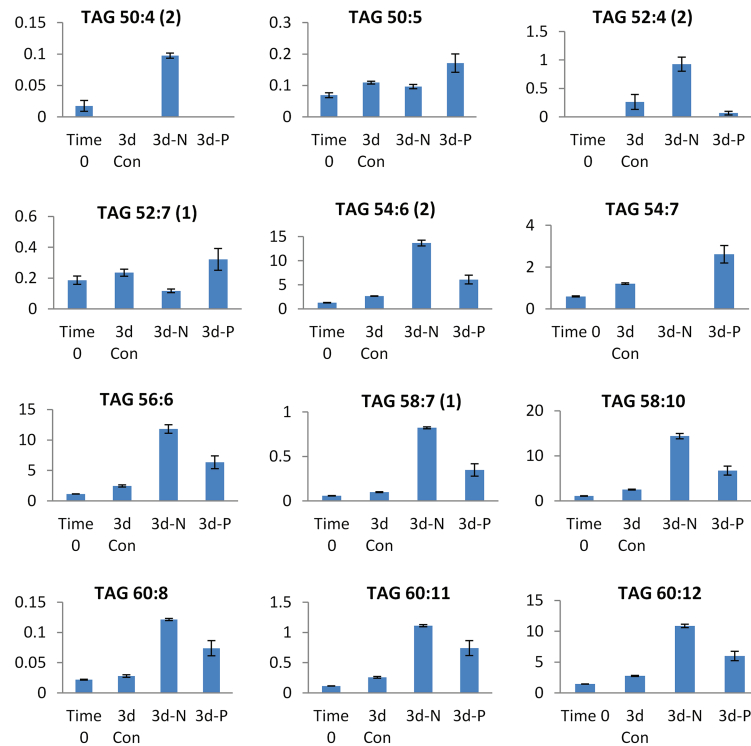 TAG 50:4 (2)
0.15
0.1
0.05
0
Time 0
3d Con
3d-N
3d-P
TAG 50:5
0.3
0.2
0.1
0
Time 0
3d Con
3d-N
3d-P
TAG 52:4 (2)
1.5
1
0.5
0
Time 0
3d Con
3d-N
3d-P
TAG 52:7 (1)
0.6
0.4
0.2
0
Time 0
3d Con
3d-N
3d-P
TAG 54:6 (2)
15
10
5
0
Time 0
3d Con
3d-N
3d-P
TAG 54:7
4
2
0
Time 0
3d Con
3d-N
3d-P
TAG 56:6
15
10
5
0
Time 0
3d Con
3d-N
3d-P
TAG 58:7 (1)
1
0.5
0
Time 0
3d Con
3d-N
3d-P
TAG 58:10
20
10
0
Time 0
3d Con
3d-N
3d-P
TAG 60:8
0.15
0.1
0.05
0
Time 0
3d Con
3d-N
3d-P
TAG 60:11
1.5
1
0.5
0
Time 0
3d Con
3d-N
3d-P
TAG 60:12
15
10
5
0
Time 0
3d Con
3d-N
3d-P